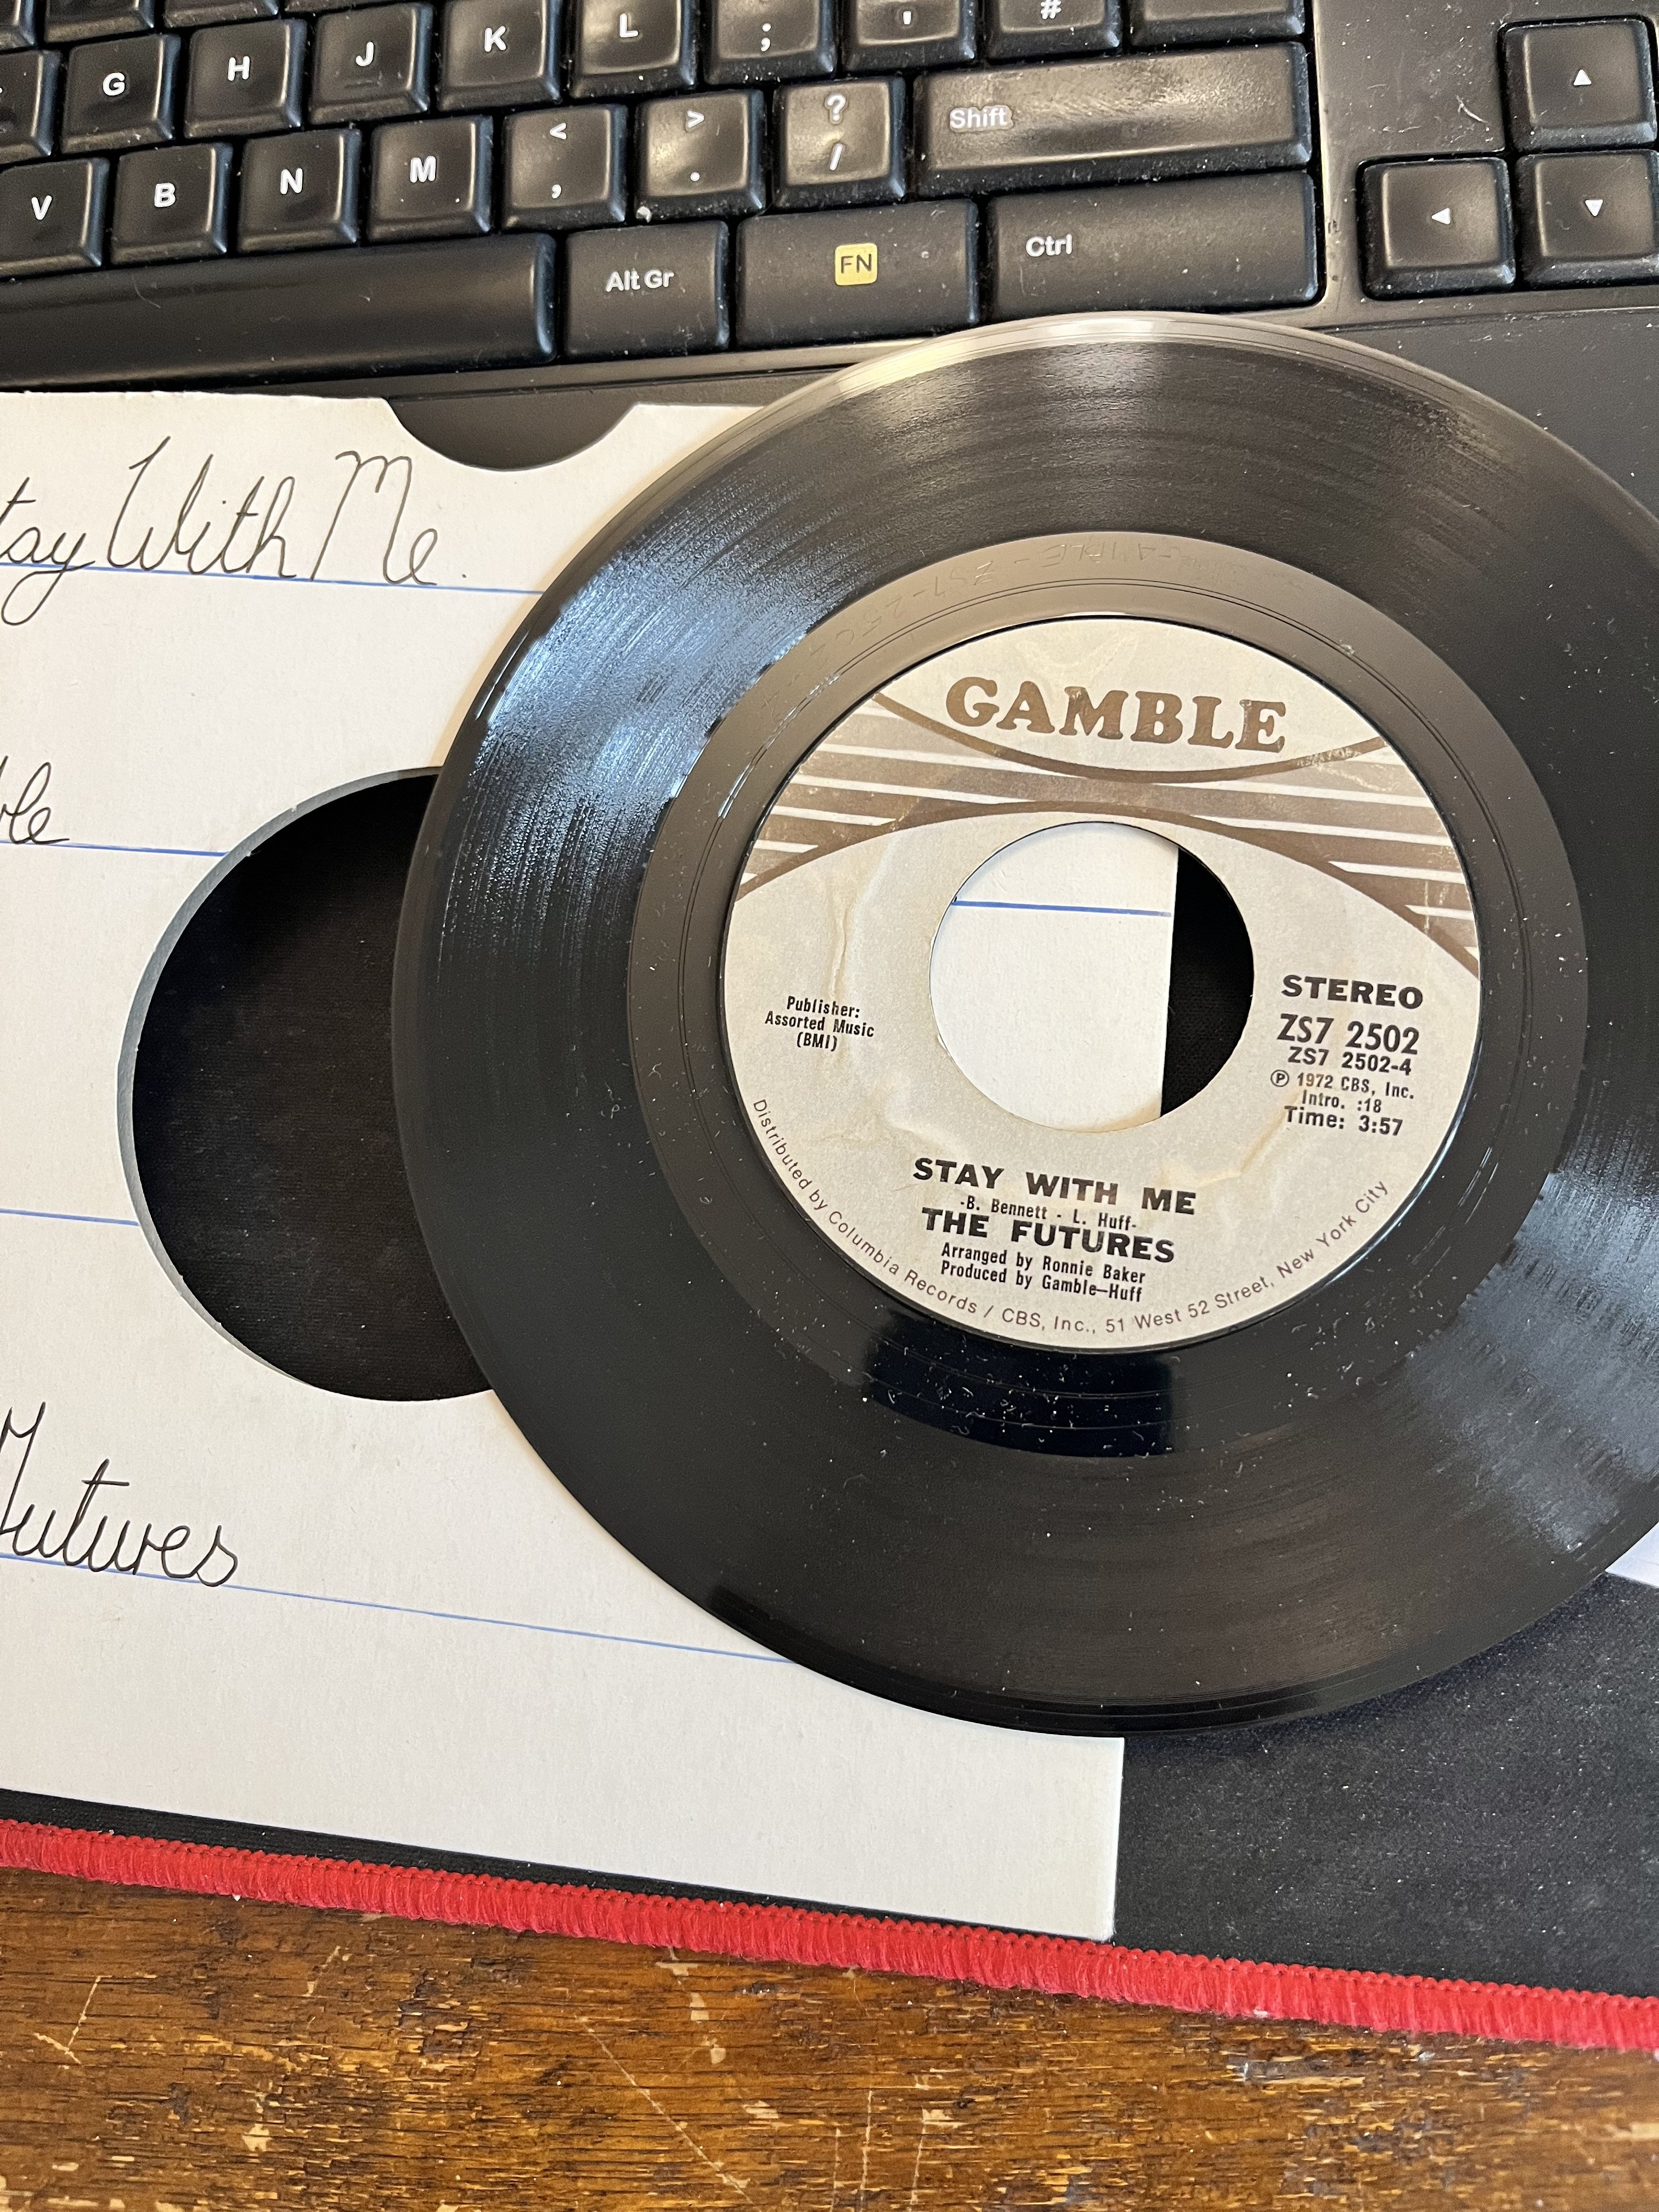 L : ; ' #
G H J K
V B N M < , > . ? / Shift
Alt Gr FN Ctrl
tay With Me.
ble
Futures
GAMBLE
Publisher:
Assorted Music
(BMI)
STEREO
ZS7 2502
ZS7 2502-4
℗ 1972 CBS, Inc.
Intro. :18
Time: 3:57
STAY WITH ME
-B. Bennett - L. Huff-
THE FUTURES
Arranged by Ronnie Baker
Produced by Gamble—Huff
Distributed by Columbia Records / CBS, Inc., 51 West 52 Street, New York City